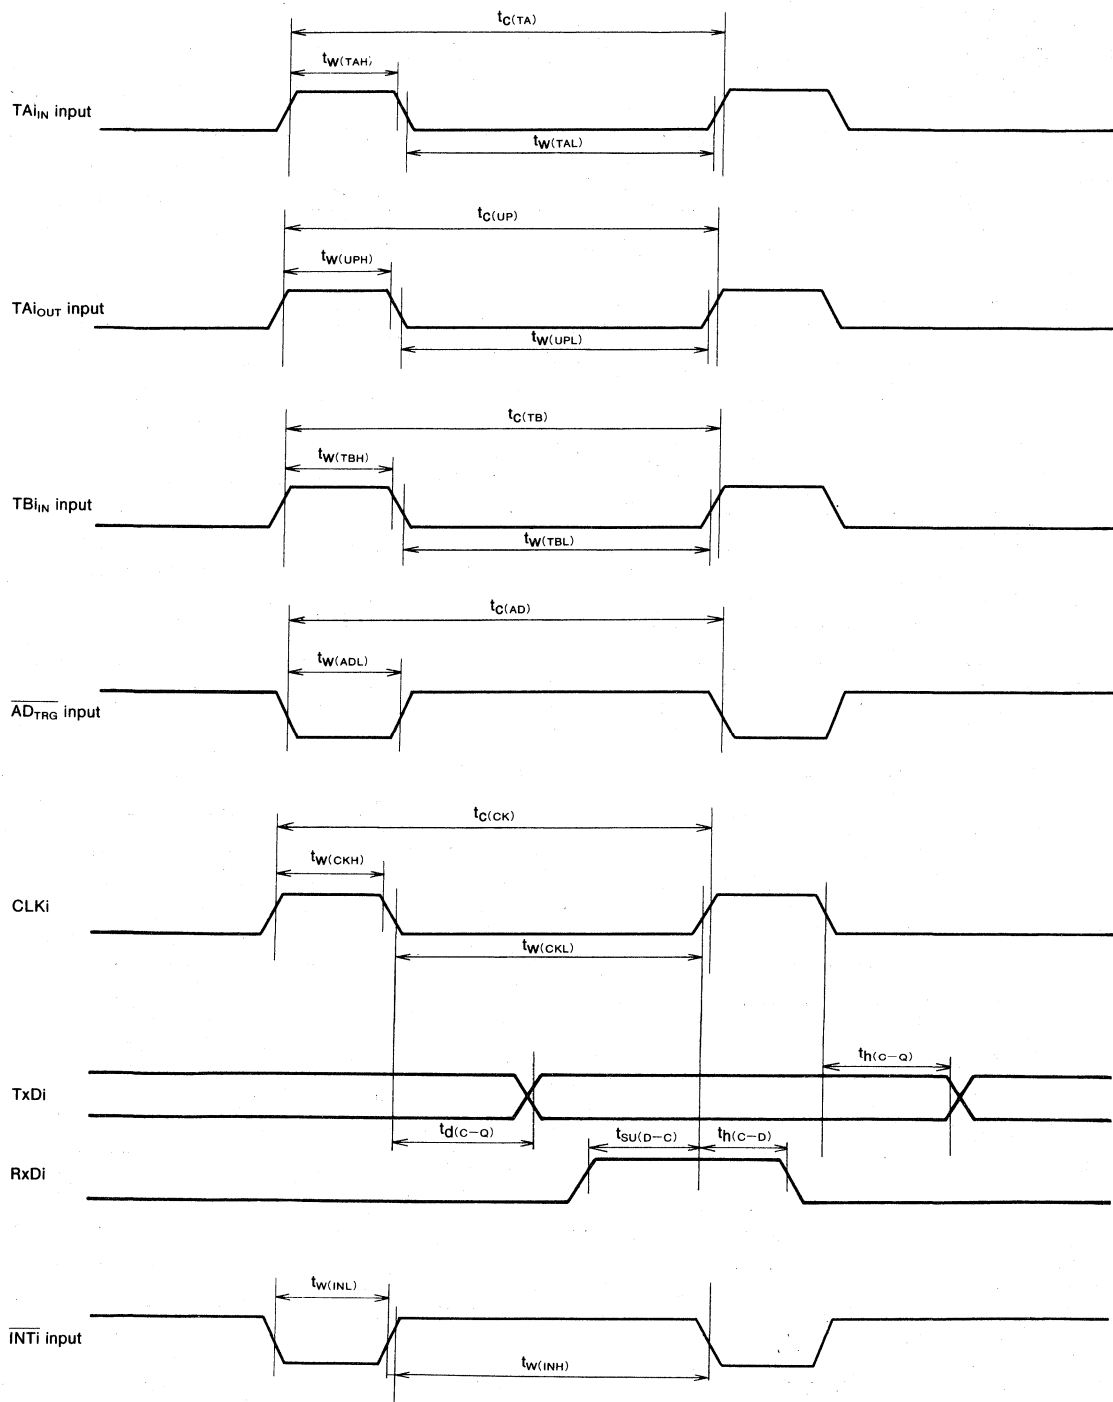 tC(TA)
tW(TAH)
TAiIN input
tW(TAL)
tC(UP)
tW(UPH)
TAiOUT input
tW(UPL)
tC(TB)
tW(TBH)
TBiIN input
tW(TBL)
tC(AD)
tW(ADL)
ADTRG input
tC(CK)
tW(CKH)
CLKi
tW(CKL)
th(C-Q)
TxDi
td(C-Q) tSU(D-C) th(C-D)
RxDi
tW(INL)
INTi input
tW(INH)